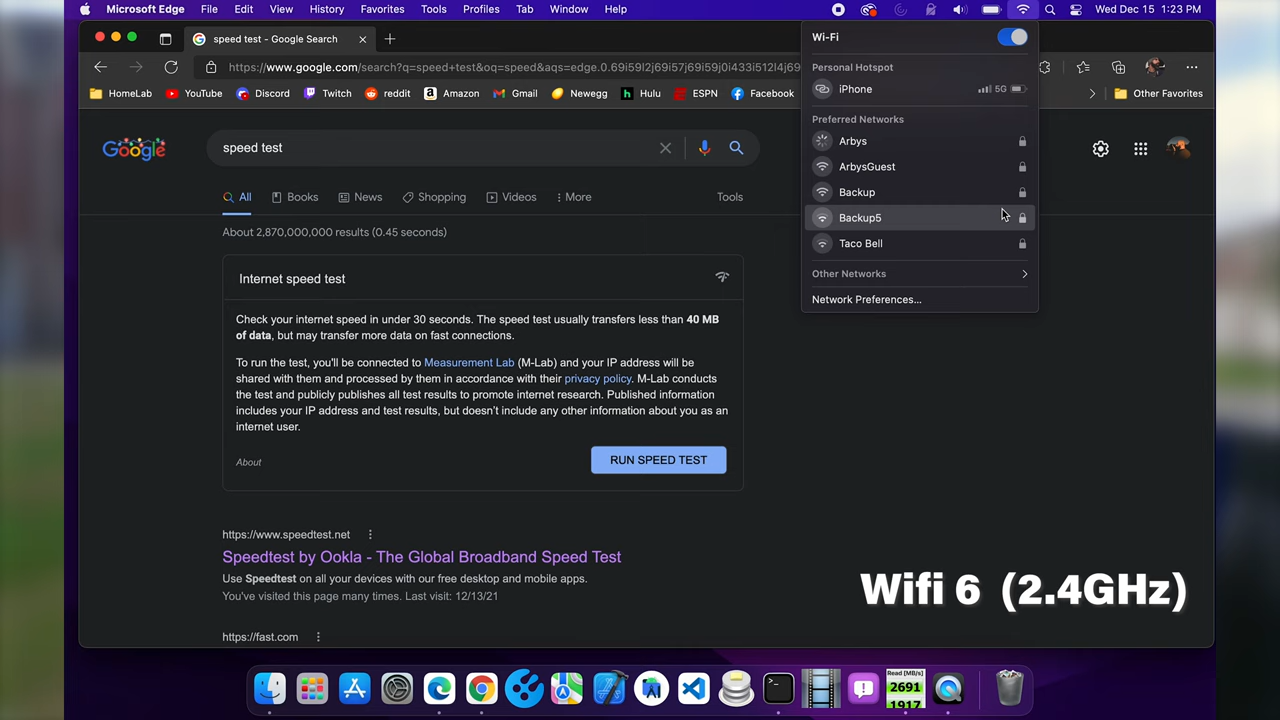 Microsoft Edge File Edit View History Favorites Tools Profiles Tab Window Help Wed Dec 15 1:23 PM
speed test - Google Search
https://www.google.com/search?q=speed+test&oq=speed&aqs=edge.0.69i59l2j69i57j69i59j0i433i512l4j69
HomeLab YouTube Discord Twitch reddit Amazon Gmail Newegg Hulu ESPN Facebook Other Favorites
Wi-Fi
Personal Hotspot
iPhone 5G
Preferred Networks
Arbys
ArbysGuest
Backup
Backup5
Taco Bell
Other Networks
Network Preferences...
Google speed test
All Books News Shopping Videos More Tools
About 2,870,000,000 results (0.45 seconds)
Internet speed test
Check your internet speed in under 30 seconds. The speed test usually transfers less than 40 MB
of data, but may transfer more data on fast connections.
To run the test, you'll be connected to Measurement Lab (M-Lab) and your IP address will be
shared with them and processed by them in accordance with their privacy policy. M-Lab conducts
the test and publicly publishes all test results to promote internet research. Published information
includes your IP address and test results, but doesn't include any other information about you as an
internet user.
About RUN SPEED TEST
https://www.speedtest.net
Speedtest by Ookla - The Global Broadband Speed Test
Use Speedtest on all your devices with our free desktop and mobile apps.
You've visited this page many times. Last visit: 12/13/21
https://fast.com
Wifi 6 (2.4GHz)
Read [MB/s]
2691
1917